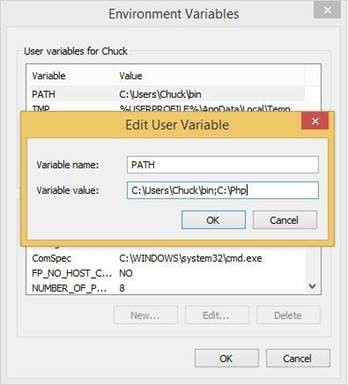 Environment Variables
User variables for Chuck
Variable Value
PATH C:\Users\Chuck\bin
TMP %USERPROFILE%\AppData\Local\Temp
Edit User Variable
Variable name: PATH
Variable value: C:\Users\Chuck\bin;C:\Php
OK Cancel
ComSpec C:\WINDOWS\system32\cmd.exe
FP_NO_HOST_C... NO
NUMBER_OF_P... 8
New... Edit... Delete
OK Cancel